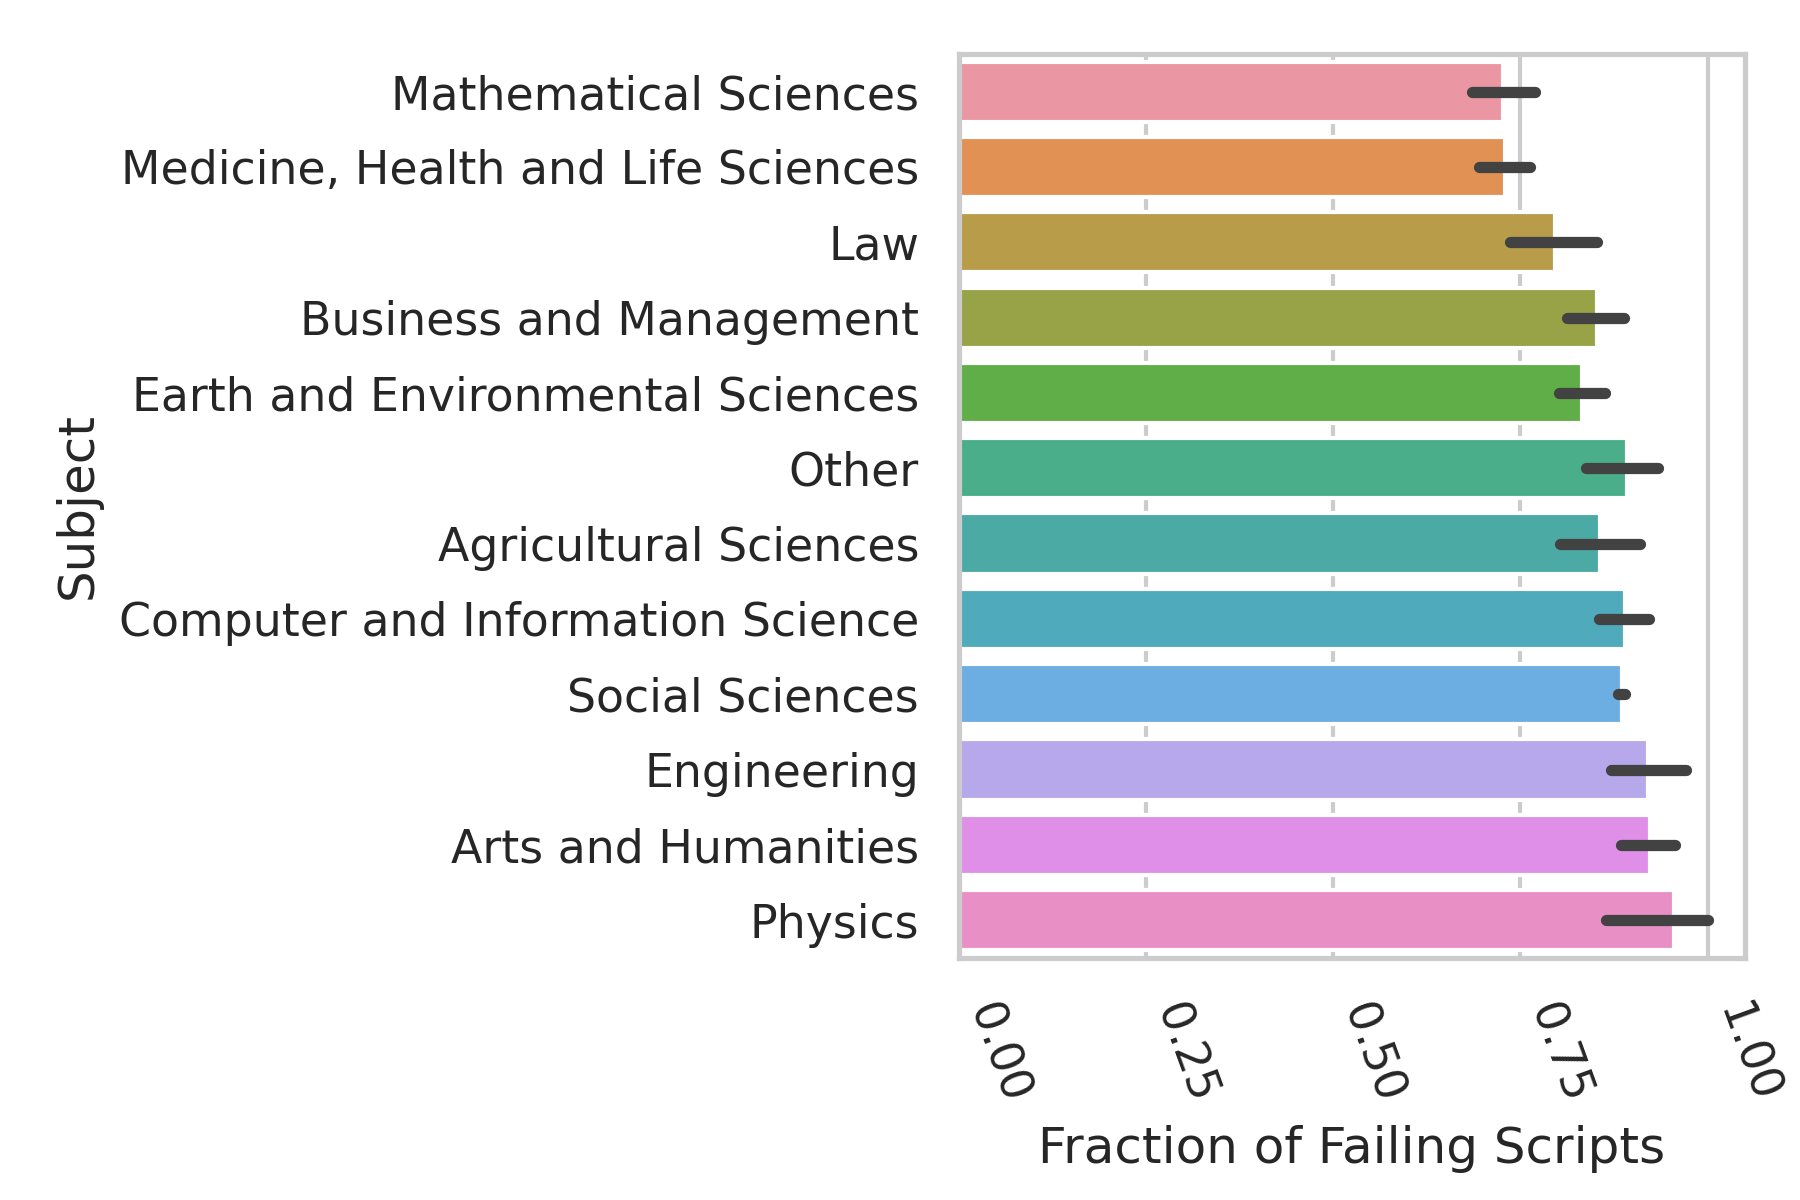 Mathematical Sciences
Medicine, Health and Life Sciences
Law
Business and Management
Earth and Environmental Sciences
Other
Agricultural Sciences
Computer and Information Science
Social Sciences
Engineering
Arts and Humanities
Physics
Subject
0.00
0.25
0.50
0.75
1.00
Fraction of Failing Scripts